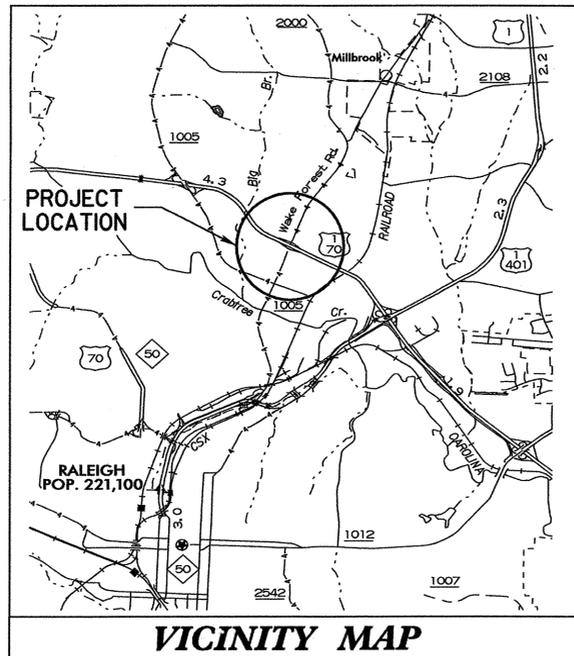 2000
1
Millbrook
2108
2.2
Br.
1005
Big
4.3
Wake Forest Rd.
PROJECT
LOCATION
RAILROAD
2.3
1
70
1
401
1005
Crabtree
Cr.
50
70
1.9
CSX
CAROLINA
RALEIGH
POP. 221,100
3.0
1012
50
2542
1007
VICINITY MAP